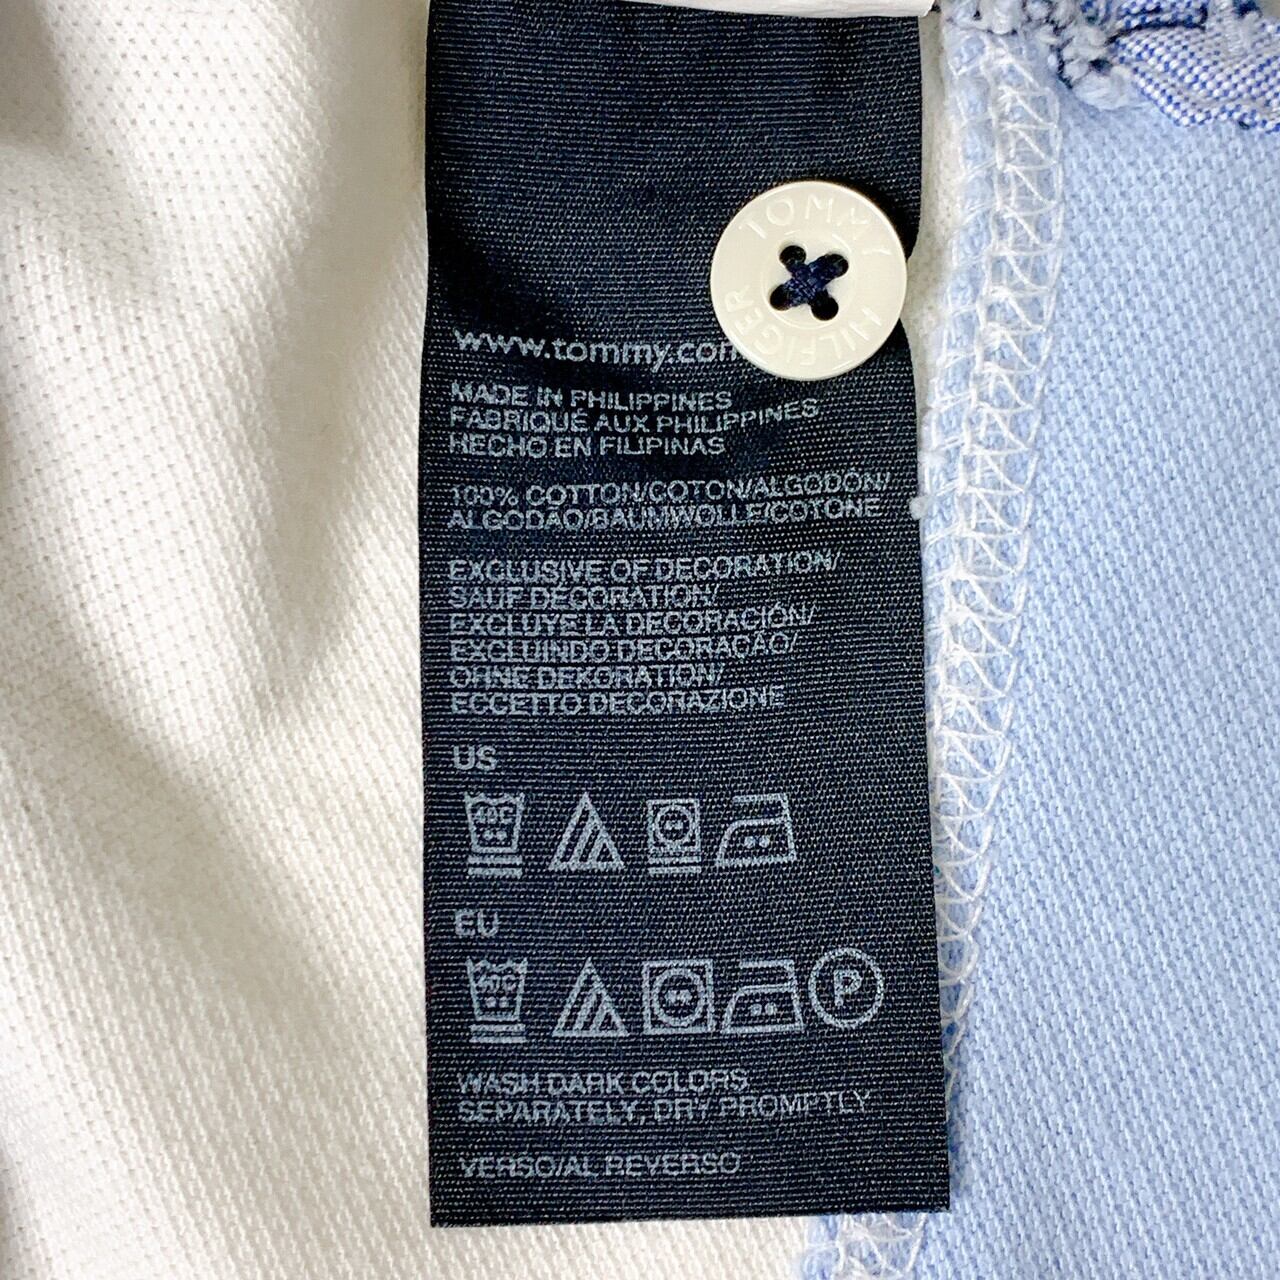 TOMMY HILFIGER
www.tommy.com
MADE IN PHILIPPINES
FABRIQUÉ AUX PHILIPPINES
HECHO EN FILIPINAS
100% COTTON/COTON/ALGODÓN/
ALGODÃO/BAUMWOLLE/COTONE
EXCLUSIVE OF DECORATION/
SAUF DÉCORATION/
EXCLUYE LA DECORACIÓN/
EXCLUINDO DECORAÇÃO/
OHNE DEKORATION/
ECCETTO DECORAZIONE
US
40C
EU
40C
P
WASH DARK COLORS
SEPARATELY, DRY PROMPTLY
VERSO/AL REVERSO